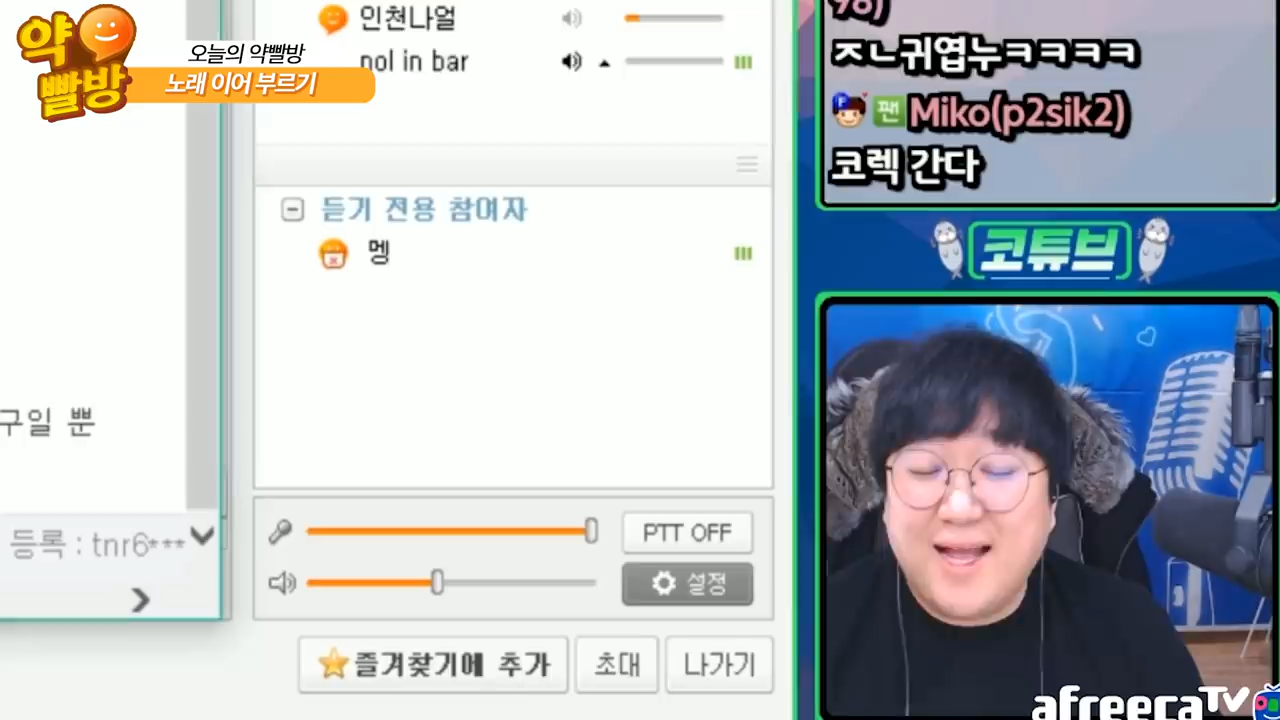 약빨방
오늘의 약빨방
노래 이어 부르기
인천나얼
nol in bar
듣기 전용 참여자
멩
구일 뿐
등록 : tnr6***
PTT OFF
설정
즐겨찾기에 추가
초대
나가기
ㅈㄴ귀엽누ㅋㅋㅋㅋ
F 팬 Miko(p2sik2)
코렉 간다
코튜브
afreecaTV